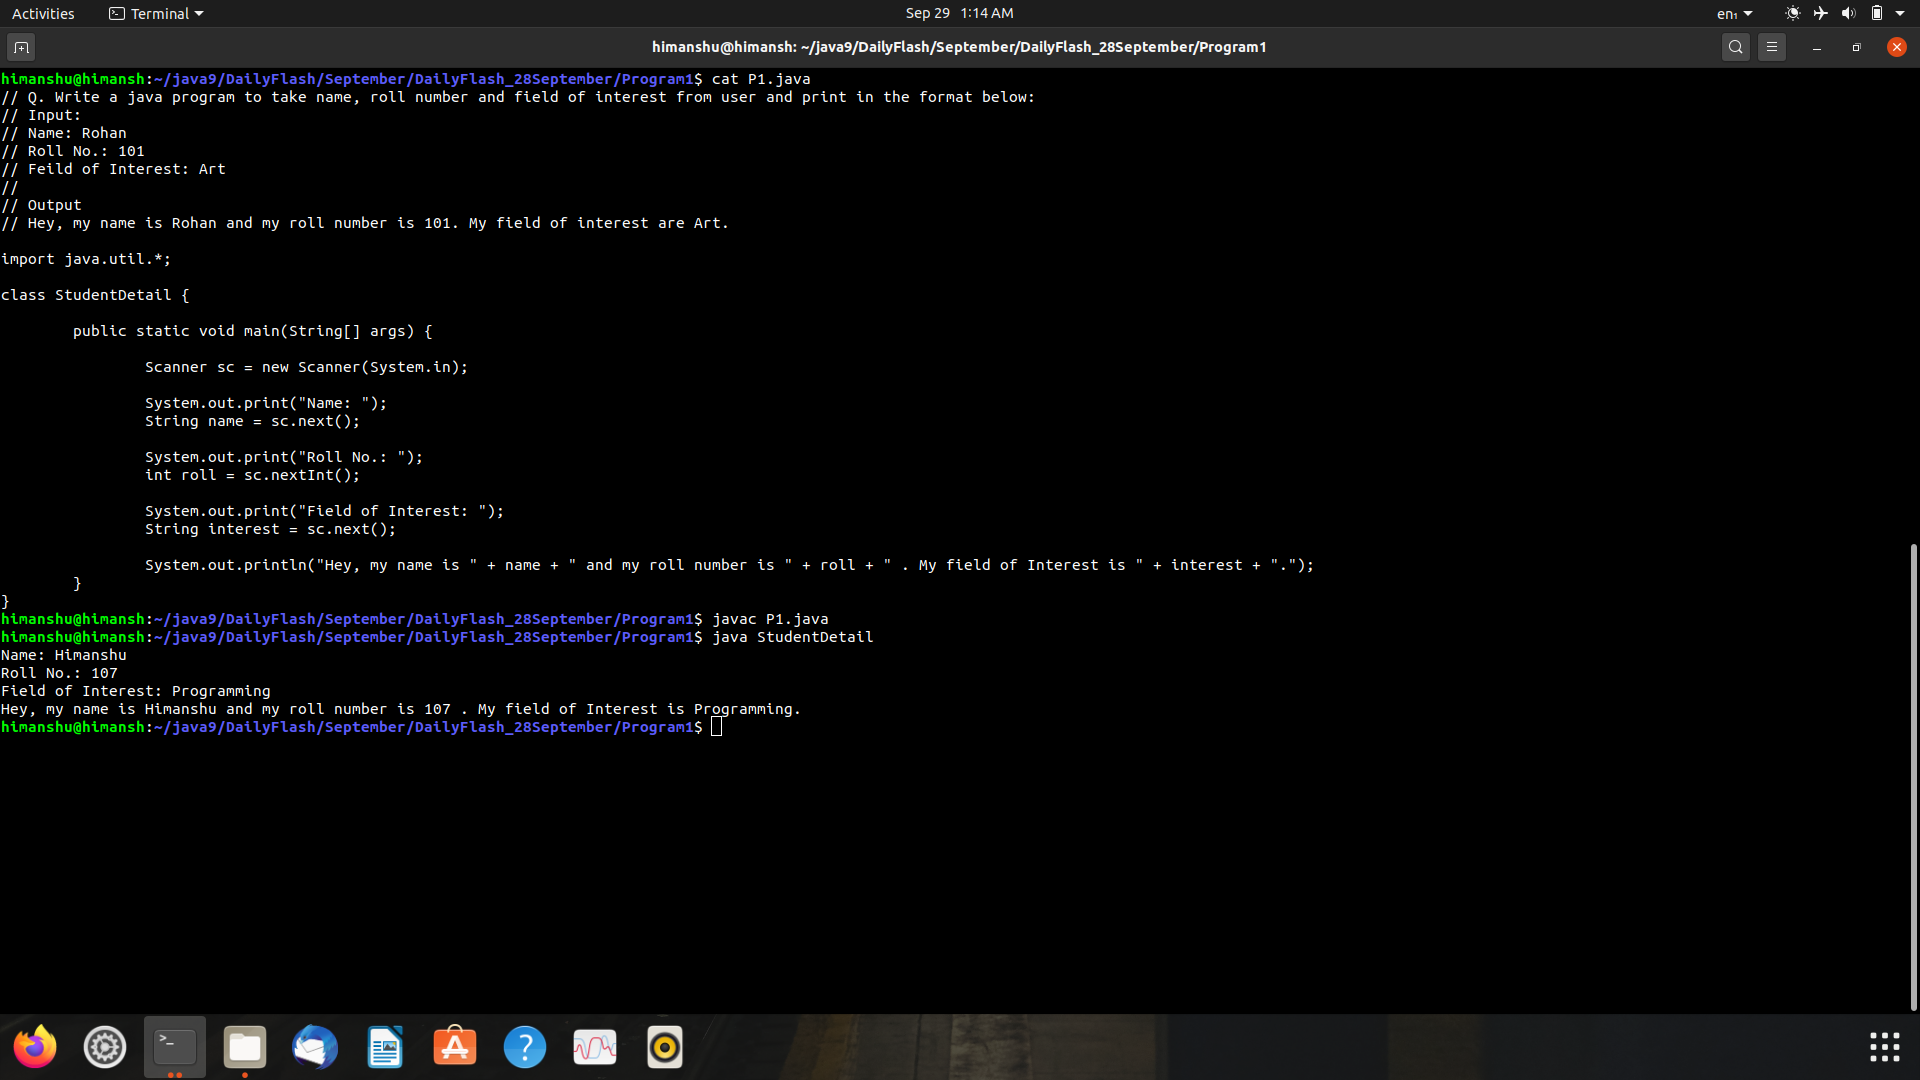 Activities Terminal Sep 29 1:14 AM en₁
himanshu@himansh: ~/java9/DailyFlash/September/DailyFlash_28September/Program1
himanshu@himansh:~/java9/DailyFlash/September/DailyFlash_28September/Program1$ cat P1.java
// Q. Write a java program to take name, roll number and field of interest from user and print in the format below:
// Input:
// Name: Rohan
// Roll No.: 101
// Feild of Interest: Art
//
// Output
// Hey, my name is Rohan and my roll number is 101. My field of interest are Art.
import java.util.*;
class StudentDetail {
public static void main(String[] args) {
Scanner sc = new Scanner(System.in);
System.out.print("Name: ");
String name = sc.next();
System.out.print("Roll No.: ");
int roll = sc.nextInt();
System.out.print("Field of Interest: ");
String interest = sc.next();
System.out.println("Hey, my name is " + name + " and my roll number is " + roll + " . My field of Interest is " + interest + ".");
}
}
himanshu@himansh:~/java9/DailyFlash/September/DailyFlash_28September/Program1$ javac P1.java
himanshu@himansh:~/java9/DailyFlash/September/DailyFlash_28September/Program1$ java StudentDetail
Name: Himanshu
Roll No.: 107
Field of Interest: Programming
Hey, my name is Himanshu and my roll number is 107 . My field of Interest is Programming.
himanshu@himansh:~/java9/DailyFlash/September/DailyFlash_28September/Program1$